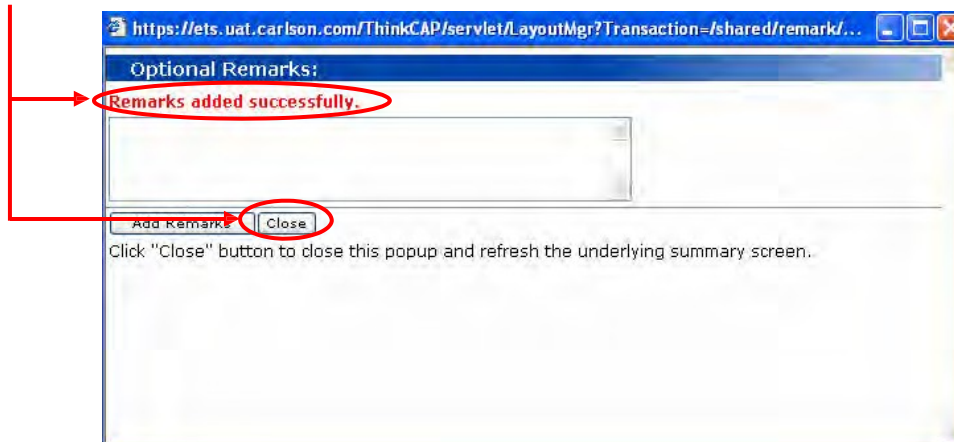 https://ets.uat.carlson.com/ThinkCAP/servlet/LayoutMgr?Transaction=/shared/remark/...
Optional Remarks:
Remarks added successfully.
Add Remarks Close
Click "Close" button to close this popup and refresh the underlying summary screen.